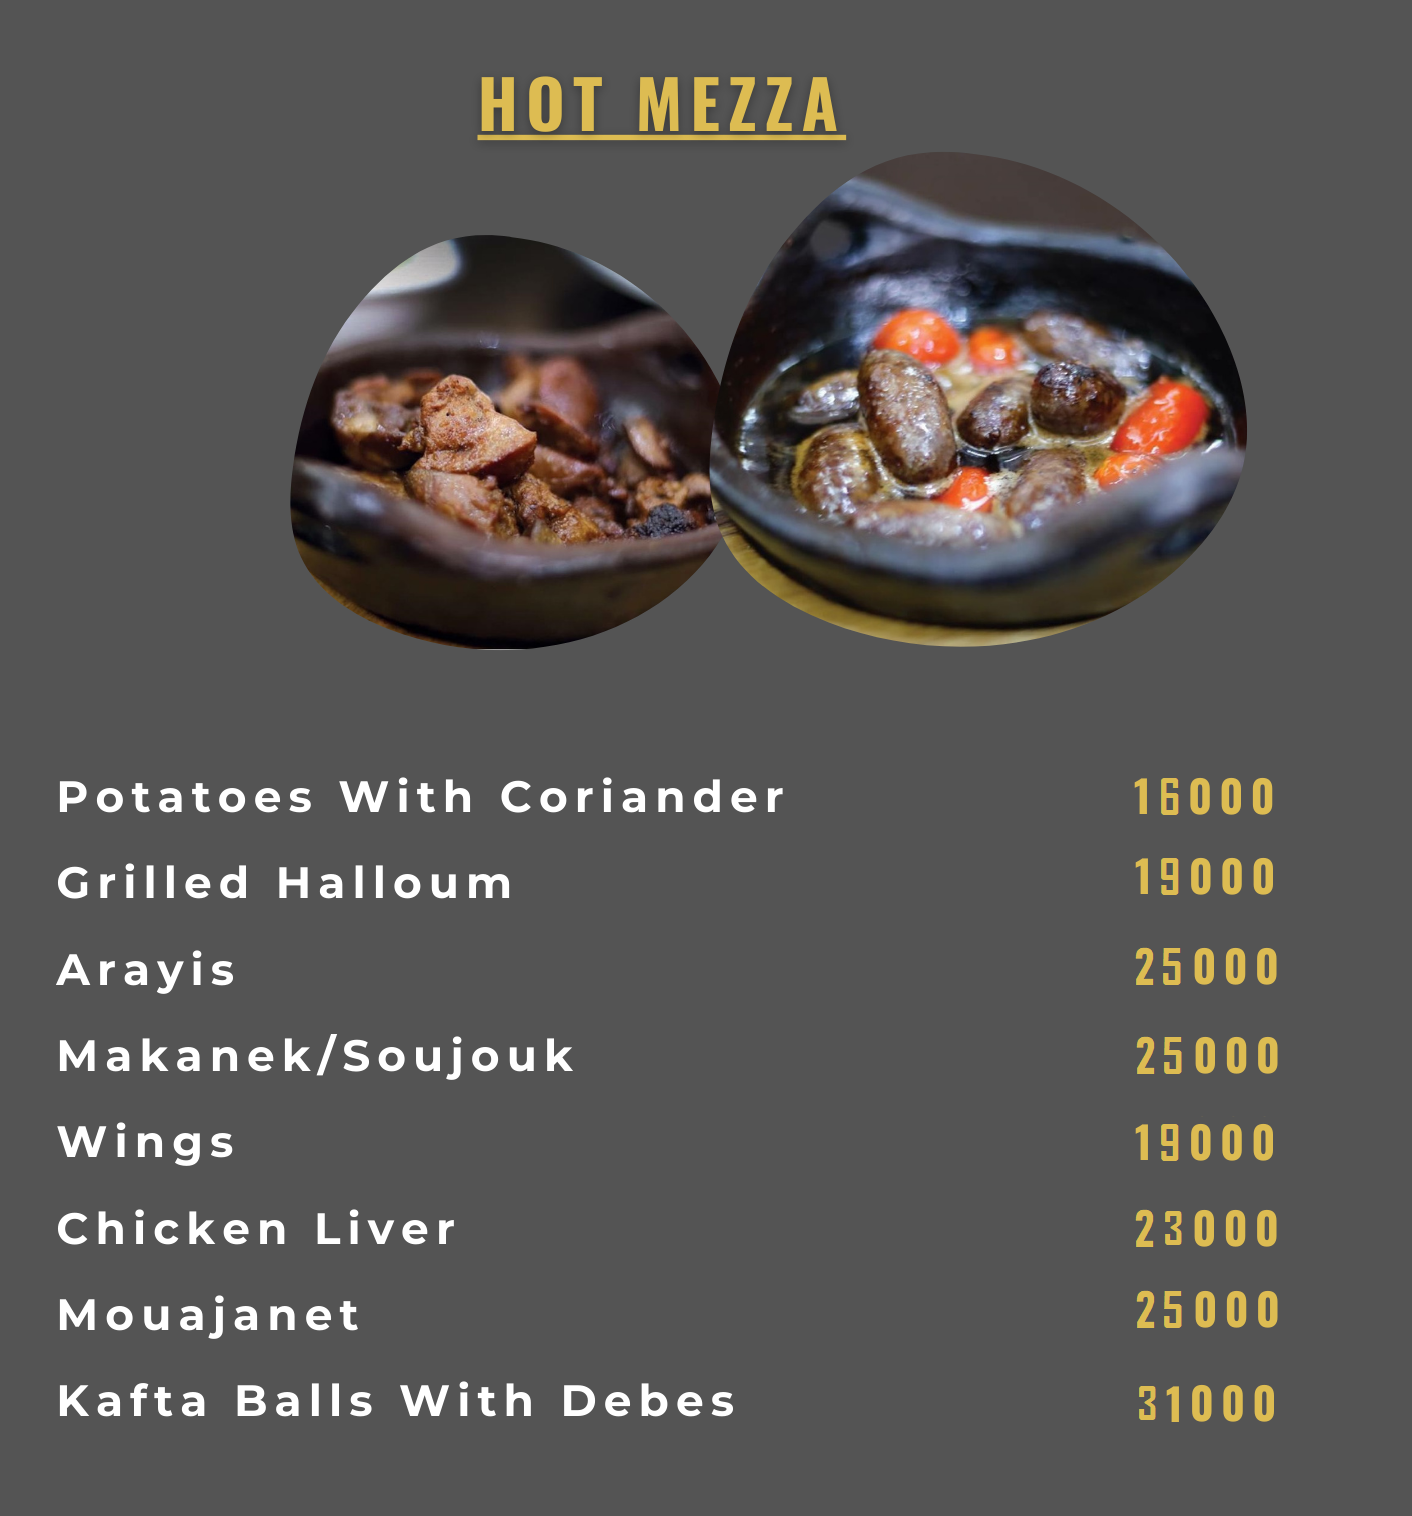 HOT MEZZA
Potatoes With Coriander 16000
Grilled Halloum 19000
Arayis 25000
Makanek/Soujouk 25000
Wings 19000
Chicken Liver 23000
Mouajanet 25000
Kafta Balls With Debes 31000